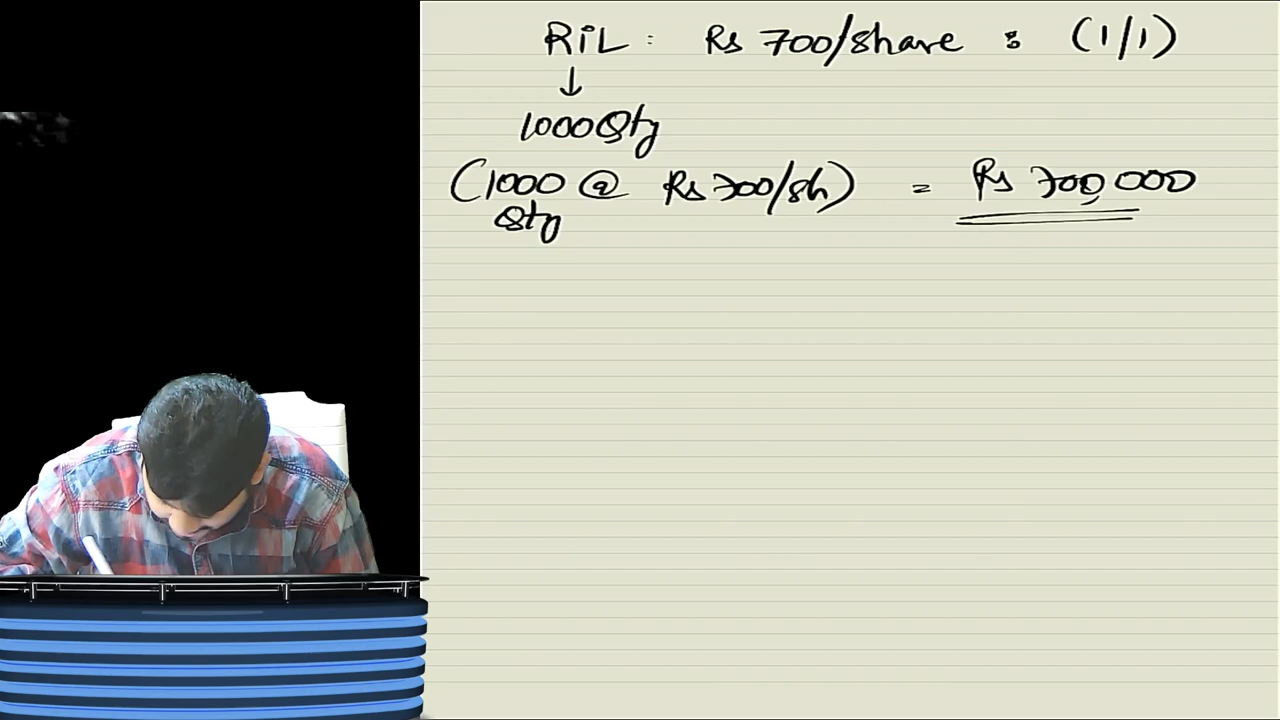 RIL : Rs 700/share : (1/1)
↓
1000 Qty
(1000 @ Rs 700/sh) = Rs 700,000
Qty